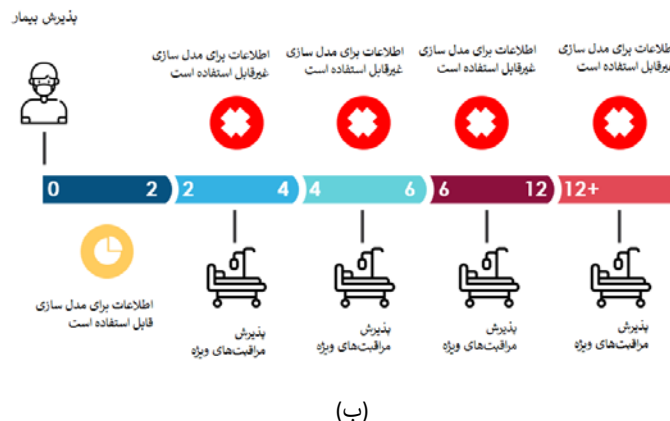 پذیرش بیمار
اطلاعات برای مدل سازی
غیرقابل استفاده است
اطلاعات برای مدل سازی
غیرقابل استفاده است
اطلاعات برای مدل سازی
غیرقابل استفاده است
اطلاعات برای مدل سازی
غیرقابل استفاده است
0 2 2 4 4 6 6 12 12+
اطلاعات برای مدل سازی
قابل استفاده است
پذیرش
مراقبت‌های ویژه
پذیرش
مراقبت‌های ویژه
پذیرش
مراقبت‌های ویژه
پذیرش
مراقبت‌های ویژه
(ب)